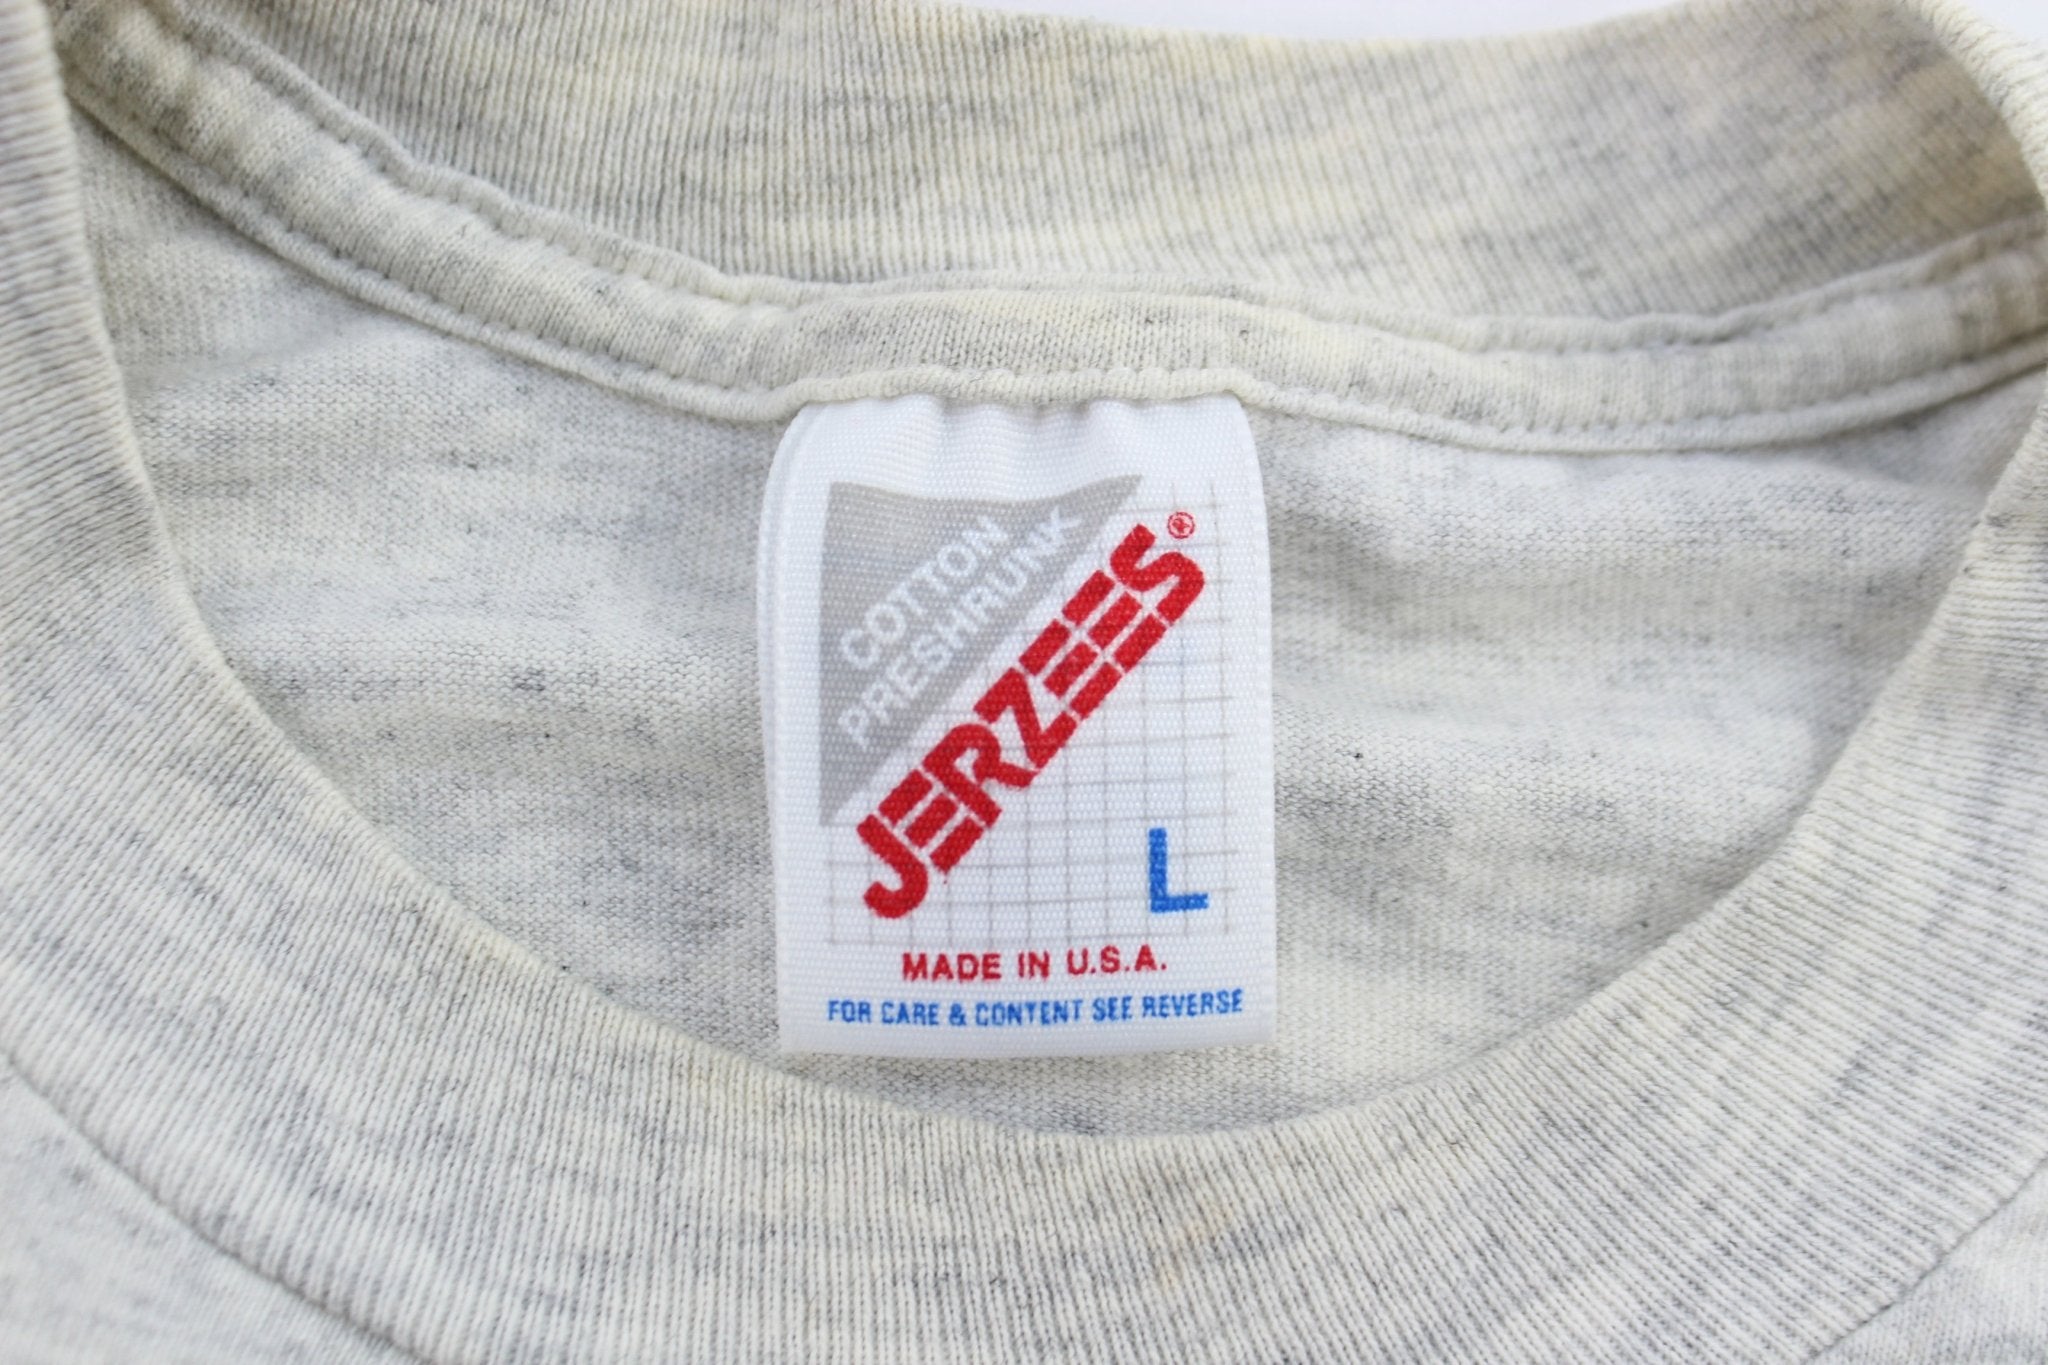 COTTON
PRESHRUNK
JERZEES®
L
MADE IN U.S.A.
FOR CARE & CONTENT SEE REVERSE